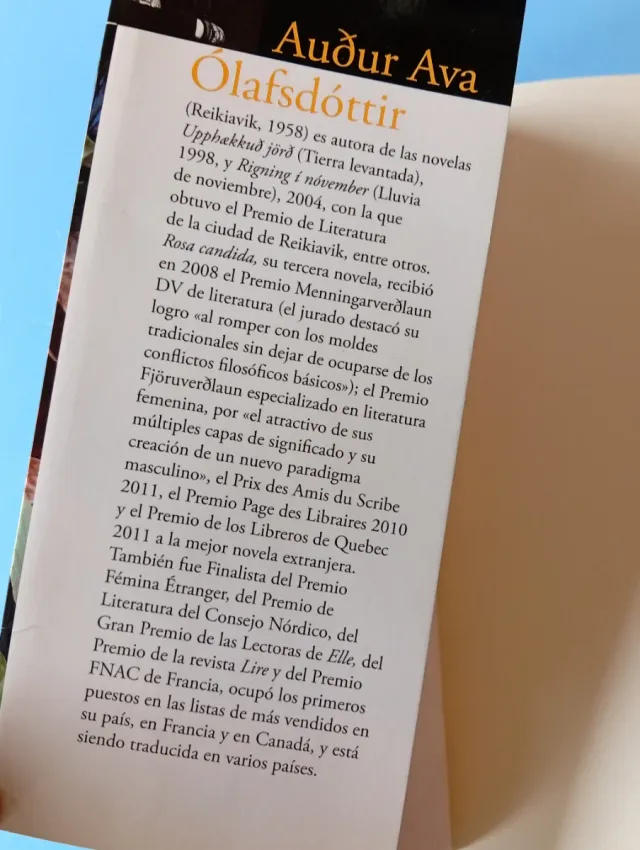 Auður Ava
Ólafsdóttir
(Reikiavik, 1958) es autora de las novelas
Upphækkuð jörð (Tierra levantada),
1998, y Rigning í nóvember (Lluvia
de noviembre), 2004, con la que
obtuvo el Premio de Literatura
de la ciudad de Reikiavik, entre otros.
Rosa candida, su tercera novela, recibió
en 2008 el Premio Menningarverðlaun
DV de literatura (el jurado destacó su
logro «al romper con los moldes
tradicionales sin dejar de ocuparse de los
conflictos filosóficos básicos»); el Premio
Fjöruverðlaun especializado en literatura
femenina, por «el atractivo de sus
múltiples capas de significado y su
creación de un nuevo paradigma
masculino», el Prix des Amis du Scribe
2011, el Premio Page des Libraires 2010
y el Premio de los Libreros de Quebec
2011 a la mejor novela extranjera.
También fue Finalista del Premio
Fémina Étranger, del Premio de
Literatura del Consejo Nórdico, del
Gran Premio de las Lectoras de Elle, del
Premio de la revista Lire y del Premio
FNAC de Francia, ocupó los primeros
puestos en las listas de más vendidos en
su país, en Francia y en Canadá, y está
siendo traducida en varios países.